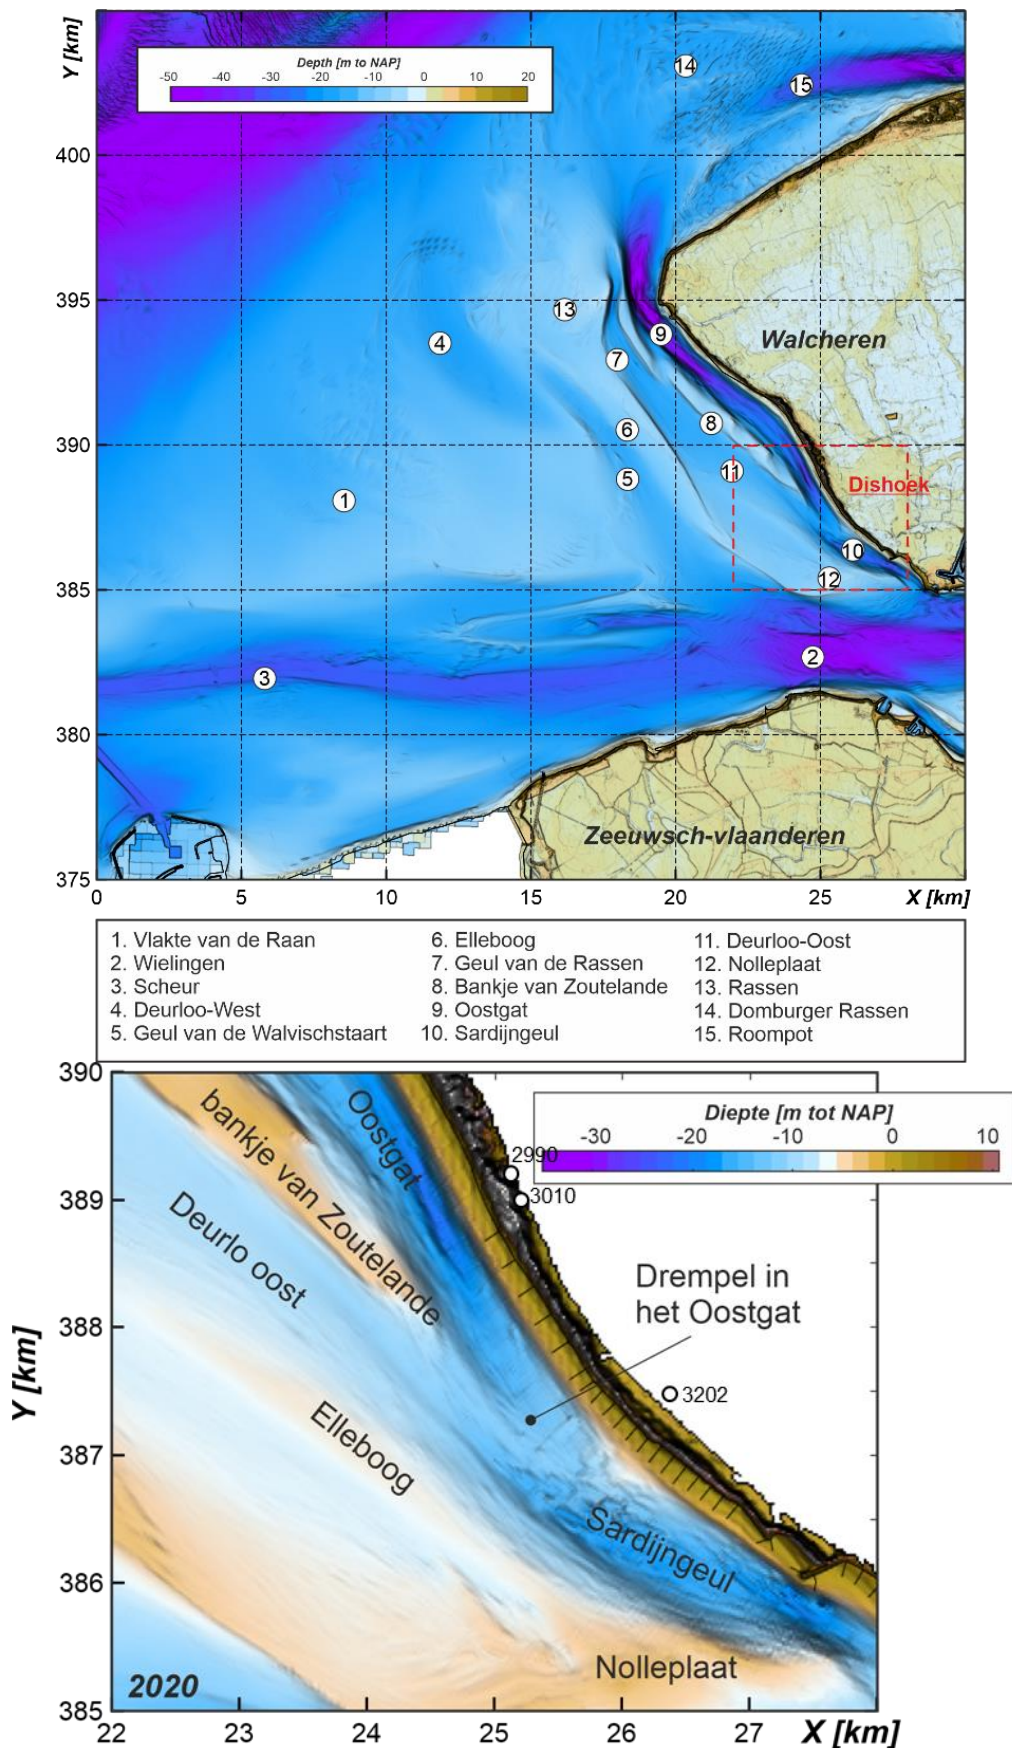 Y [km]
Depth [m to NAP]
-50 -40 -30 -20 -10 0 10 20
14
15
400
395
13
9
4
Walcheren
7
8
6
390
11
5
Dishoek
1
10
12
385
2
3
380
Zeeuwsch-vlaanderen
375
0 5 10 15 20 25 X [km]
1. Vlakte van de Raan
2. Wielingen
3. Scheur
4. Deurloo-West
5. Geul van de Walvischstaart
6. Elleboog
7. Geul van de Rassen
8. Bankje van Zoutelande
9. Oostgat
10. Sardijngeul
11. Deurloo-Oost
12. Nolleplaat
13. Rassen
14. Domburger Rassen
15. Roompot
390
Diepte [m tot NAP]
-30 -20 -10 0 10
bankje van Zoutelande
Oostgat
2990
3010
389
Deurlo oost
Drempel in
het Oostgat
388
Y [km]
3202
Elleboog
387
Sardijngeul
386
Nolleplaat
2020
385
22 23 24 25 26 27 X [km]